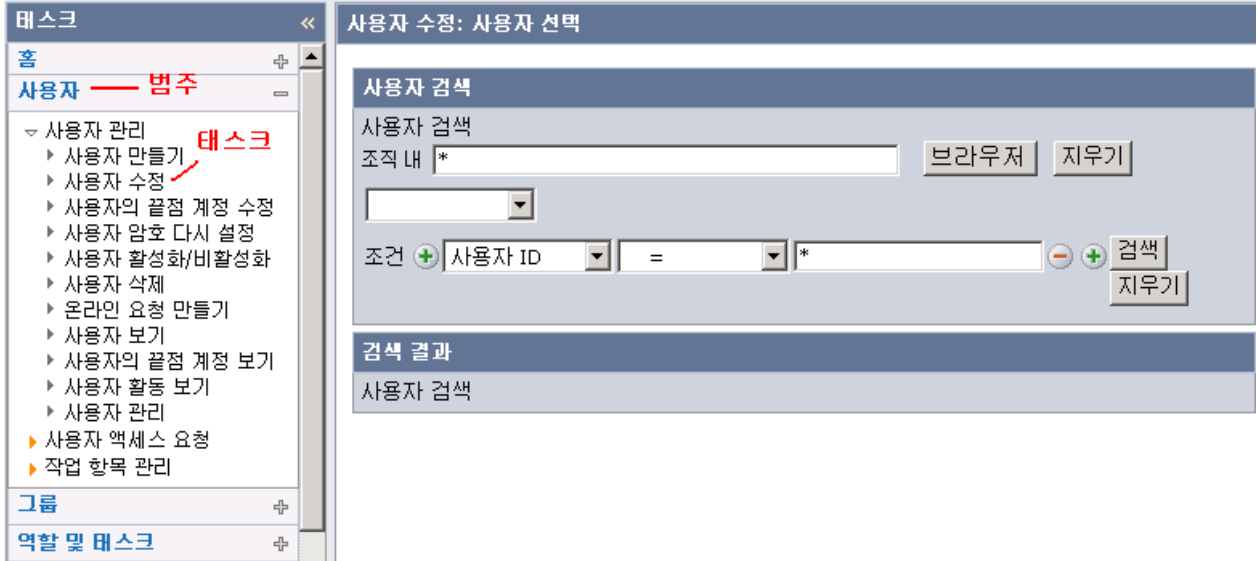 태스크 «
홈
사용자 범주
사용자 관리
태스크
사용자 만들기
사용자 수정
사용자의 끝점 계정 수정
사용자 암호 다시 설정
사용자 활성화/비활성화
사용자 삭제
온라인 요청 만들기
사용자 보기
사용자의 끝점 계정 보기
사용자 활동 보기
사용자 관리
사용자 액세스 요청
작업 항목 관리
그룹
역할 및 태스크
사용자 수정: 사용자 선택
사용자 검색
사용자 검색
조직 내 * 브라우저 지우기
조건 사용자 ID = * 검색
지우기
검색 결과
사용자 검색